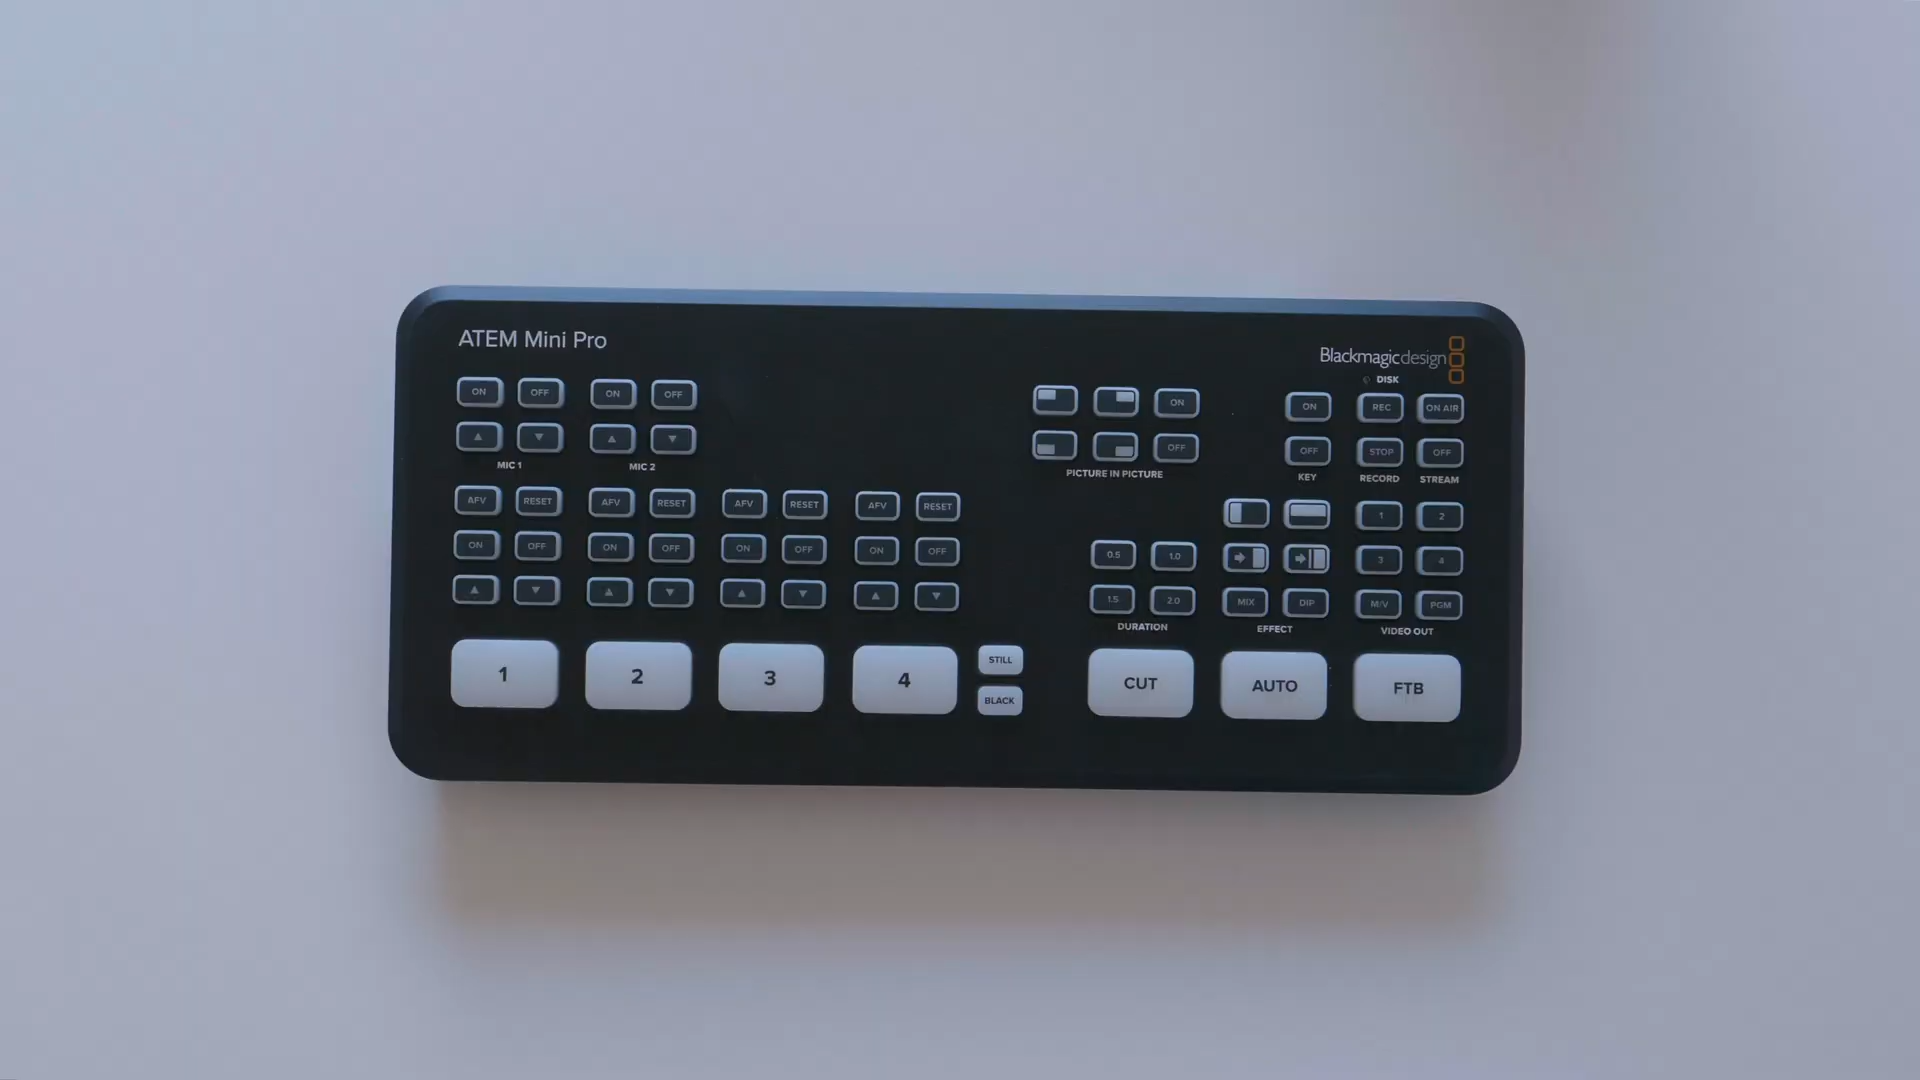 ATEM Mini Pro
Blackmagicdesign
DISK
ON OFF ON OFF ON ON REC ON AIR
OFF OFF STOP OFF
MIC 1 MIC 2 PICTURE IN PICTURE KEY RECORD STREAM
AFV RESET AFV RESET AFV RESET AFV RESET 1 2
ON OFF ON OFF ON OFF ON OFF 0.5 1.0 3 4
1.5 2.0 MIX DIP M/V PGM
DURATION EFFECT VIDEO OUT
1 2 3 4 STILL CUT AUTO FTB
BLACK